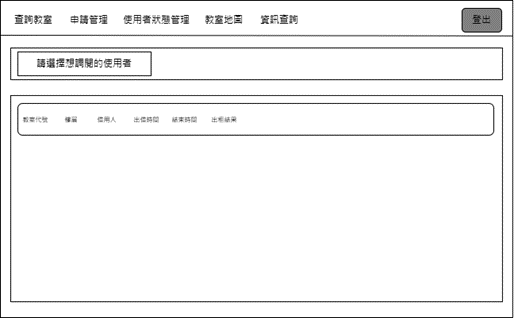 查詢教室 申請管理 使用者狀態管理 教室地圖 資訊查詢 登出
請選擇想調閱的使用者
教室代號 樓層 借用人 出借時間 結束時間 出租結果